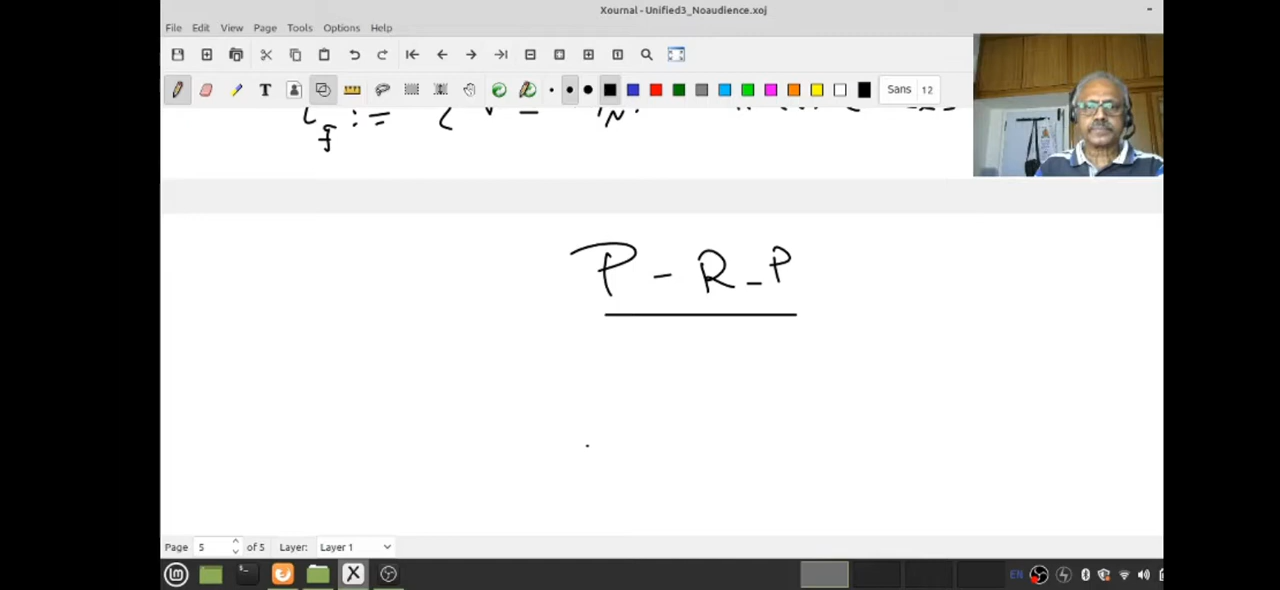 Xournal - Unified3_Noaudience.xoj
File Edit View Page Tools Options Help
T Sans 12
:=
P - R - P
Page 5 of 5 Layer: Layer 1
EN